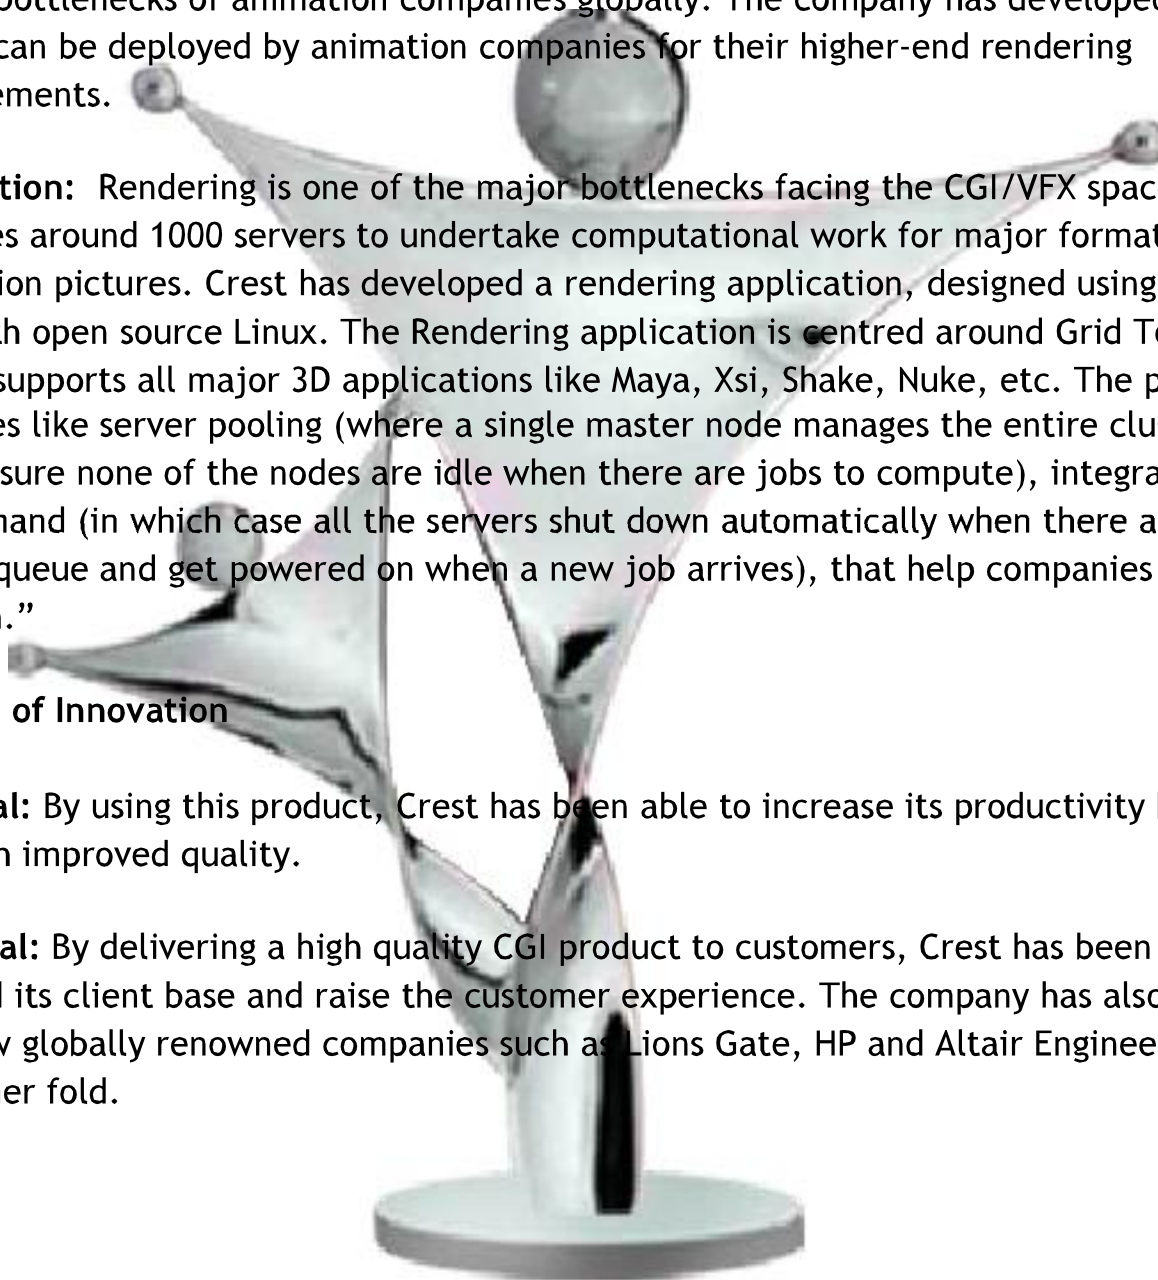 bottlenecks of animation companies globally. The company has developed
can be deployed by animation companies for their higher-end rendering
ements.
tion: Rendering is one of the major bottlenecks facing the CGI/VFX spac
es around 1000 servers to undertake computational work for major format
ion pictures. Crest has developed a rendering application, designed using
h open source Linux. The Rendering application is centred around Grid Te
supports all major 3D applications like Maya, Xsi, Shake, Nuke, etc. The p
es like server pooling (where a single master node manages the entire clu
sure none of the nodes are idle when there are jobs to compute), integra
mand (in which case all the servers shut down automatically when there a
queue and get powered on when a new job arrives), that help companies
.”
of Innovation
al: By using this product, Crest has been able to increase its productivity
h improved quality.
al: By delivering a high quality CGI product to customers, Crest has been
d its client base and raise the customer experience. The company has also
w globally renowned companies such as Lions Gate, HP and Altair Enginee
er fold.